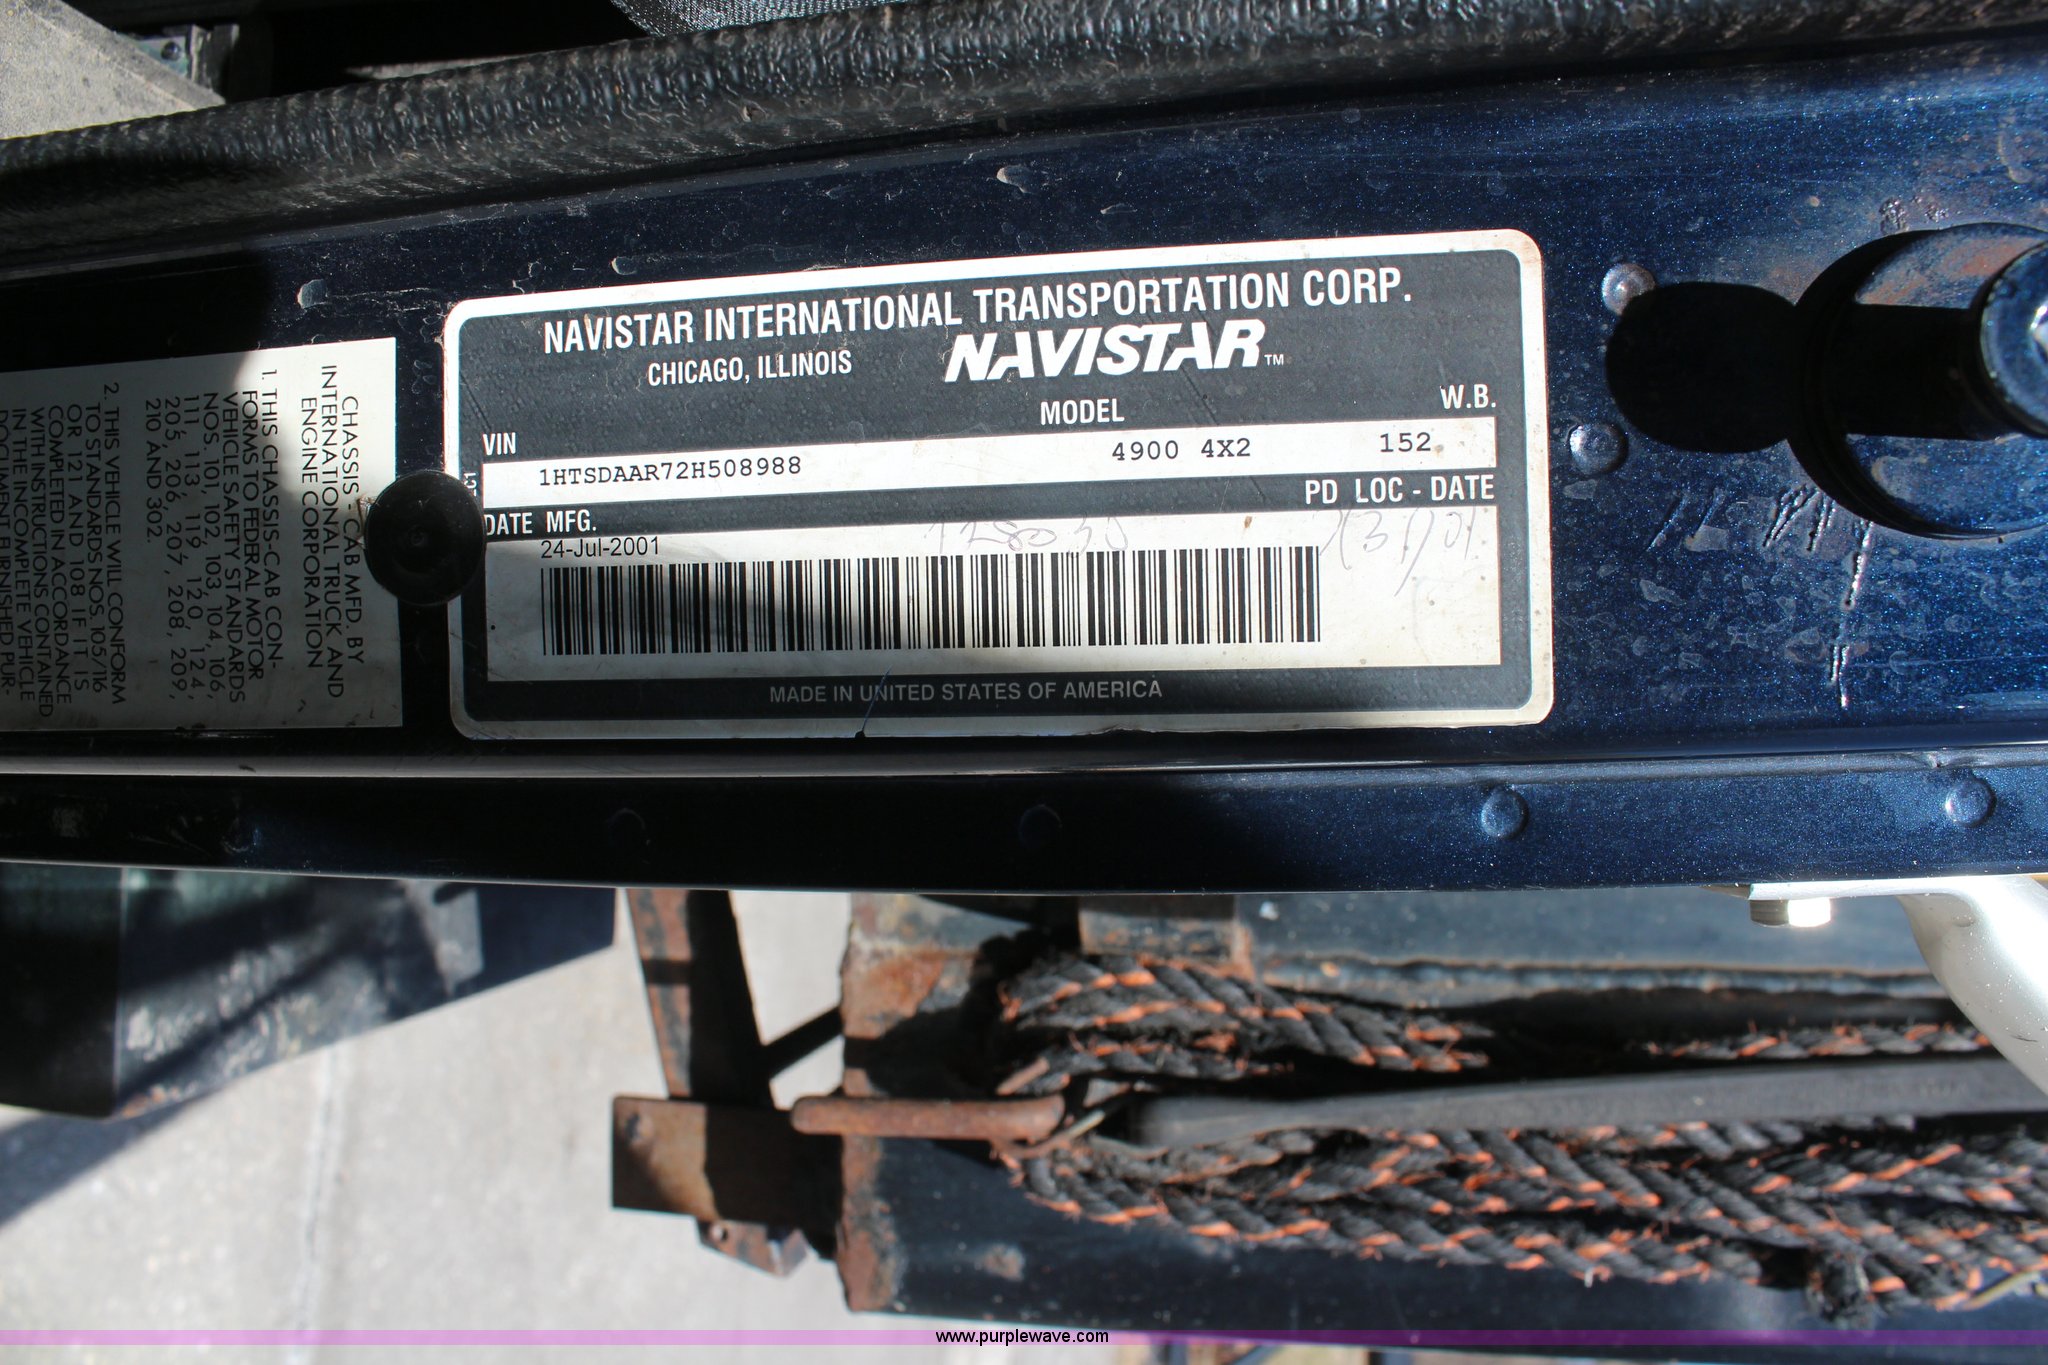 NAVISTAR INTERNATIONAL TRANSPORTATION CORP.
CHICAGO, ILLINOIS NAVISTAR™
VIN MODEL W.B.
1HTSDAAR72H508988 4900 4X2 152
DATE MFG. PD LOC - DATE
24-Jul-2001
MADE IN UNITED STATES OF AMERICA
CHASSIS - CAB MFD. BY
INTERNATIONAL TRUCK AND
ENGINE CORPORATION
1. THIS CHASSIS-CAB CON-
FORMS TO FEDERAL MOTOR
VEHICLE SAFETY STANDARDS
NOS. 101, 102, 103, 104, 106,
111, 113, 119, 120, 124,
205, 206, 207, 208, 209,
210 AND 302.
2. THIS VEHICLE WILL CONFORM
TO STANDARDS NOS. 105/116
OR 121 AND 108 IF IT IS
COMPLETED IN ACCORDANCE
WITH INSTRUCTIONS CONTAINED
IN THE INCOMPLETE VEHICLE
DOCUMENT FURNISHED PUR-
www.purplewave.com